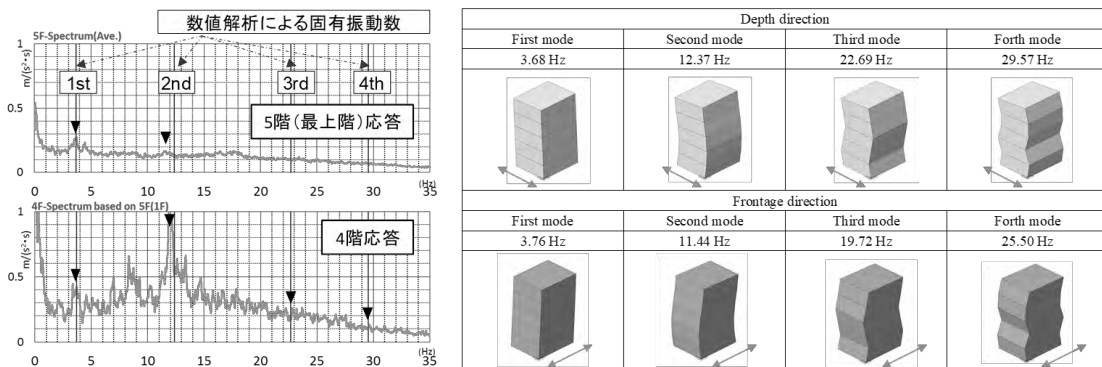 数値解析による固有振動数
5F-Spectrum(Ave.)
m/(s²・s)
1
0.5
0
1st
2nd
3rd
4th
5階(最上階)応答
0 5 10 15 20 25 30 35
(Hz)
4F-Spectrum based on 5F(1F)
m/(s²・s)
1
0.5
0
4階応答
0 5 10 15 20 25 30 35
(Hz)
Depth direction
First mode Second mode Third mode Forth mode
3.68 Hz 12.37 Hz 22.69 Hz 29.57 Hz
Frontage direction
First mode Second mode Third mode Forth mode
3.76 Hz 11.44 Hz 19.72 Hz 25.50 Hz